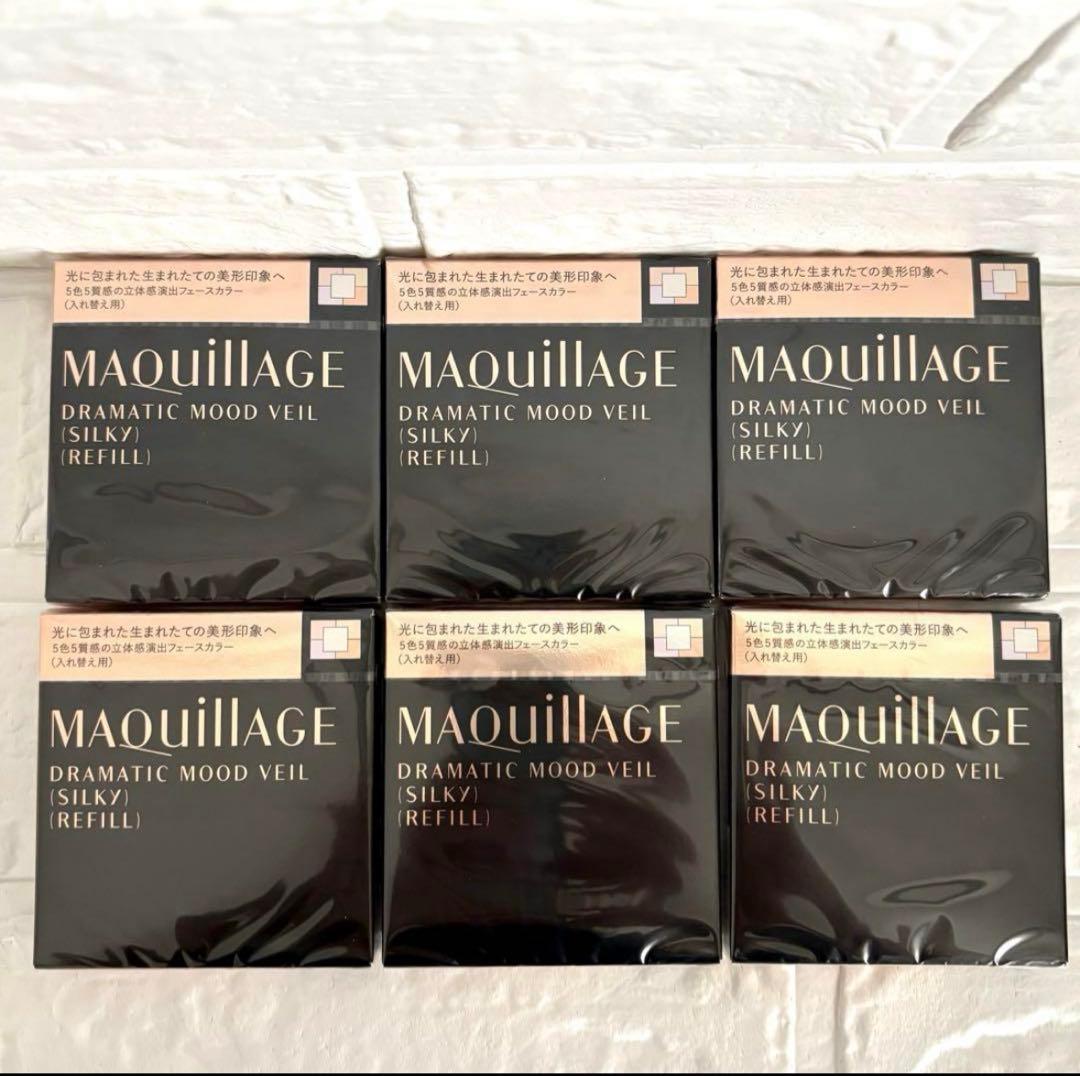 光に包まれた生まれたての美形印象へ
5色5質感の立体感演出フェースカラー
(入れ替え用)
MAQuillAGE
DRAMATIC MOOD VEIL
(SILKY)
(REFILL)
光に包まれた生まれたての美形印象へ
5色5質感の立体感演出フェースカラー
(入れ替え用)
MAQuillAGE
DRAMATIC MOOD VEIL
(SILKY)
(REFILL)
光に包まれた生まれたての美形印象へ
5色5質感の立体感演出フェースカラー
(入れ替え用)
MAQuillAGE
DRAMATIC MOOD VEIL
(SILKY)
(REFILL)
光に包まれた生まれたての美形印象へ
5色5質感の立体感演出フェースカラー
(入れ替え用)
MAQuillAGE
DRAMATIC MOOD VEIL
(SILKY)
(REFILL)
光に包まれた生まれたての美形印象へ
5色5質感の立体感演出フェースカラー
(入れ替え用)
MAQuillAGE
DRAMATIC MOOD VEIL
(SILKY)
(REFILL)
光に包まれた生まれたての美形印象へ
5色5質感の立体感演出フェースカラー
(入れ替え用)
MAQuillAGE
DRAMATIC MOOD VEIL
(SILKY)
(REFILL)